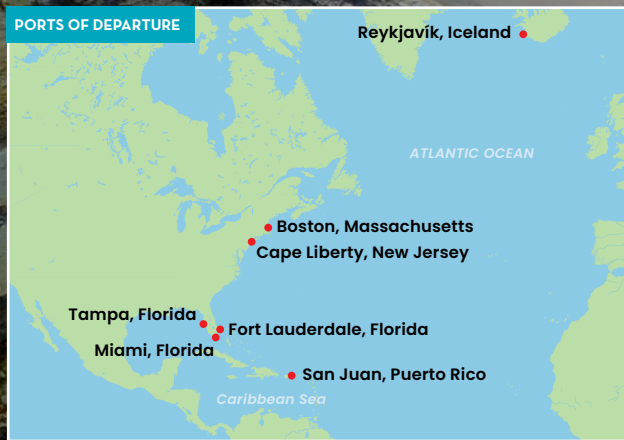 PORTS OF DEPARTURE
Reykjavík, Iceland
ATLANTIC OCEAN
Boston, Massachusetts
Cape Liberty, New Jersey
Tampa, Florida
Fort Lauderdale, Florida
Miami, Florida
San Juan, Puerto Rico
Caribbean Sea